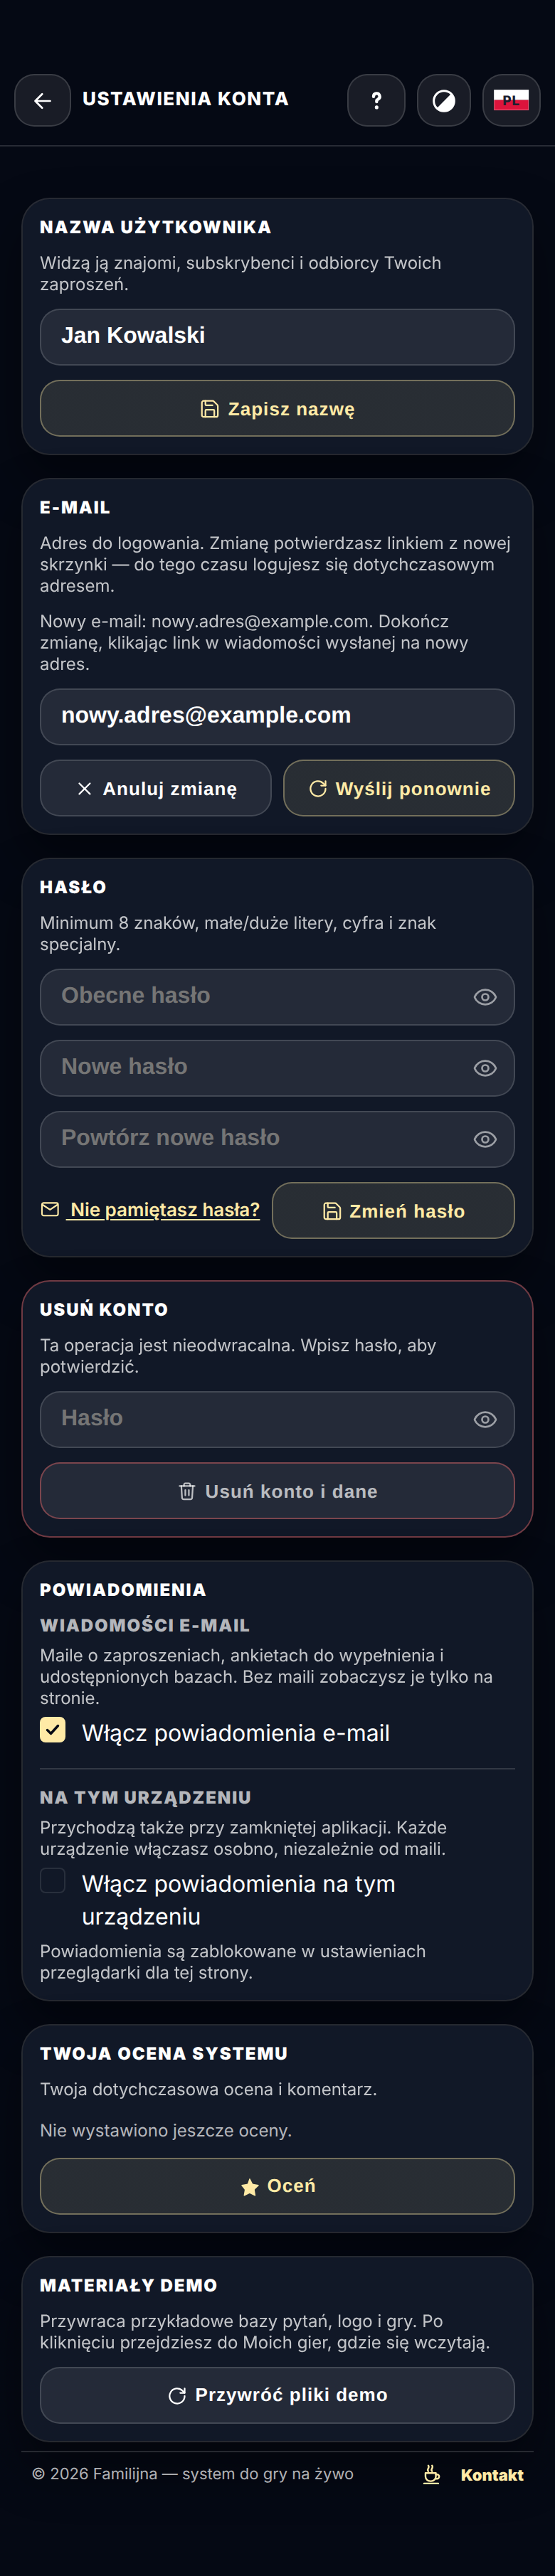 USTAWIENIA KONTA
?
PL
NAZWA UŻYTKOWNIKA
Widzą ją znajomi, subskrybenci i odbiorcy Twoich
zaproszeń.
Jan Kowalski
Zapisz nazwę
E-MAIL
Adres do logowania. Zmianę potwierdzasz linkiem z nowej
skrzynki — do tego czasu logujesz się dotychczasowym
adresem.
Nowy e-mail: nowy.adres@example.com. Dokończ
zmianę, klikając link w wiadomości wysłanej na nowy
adres.
nowy.adres@example.com
Anuluj zmianę
Wyślij ponownie
HASŁO
Minimum 8 znaków, małe/duże litery, cyfra i znak
specjalny.
Obecne hasło
Nowe hasło
Powtórz nowe hasło
Nie pamiętasz hasła?
Zmień hasło
USUŃ KONTO
Ta operacja jest nieodwracalna. Wpisz hasło, aby
potwierdzić.
Hasło
Usuń konto i dane
POWIADOMIENIA
WIADOMOŚCI E-MAIL
Maile o zaproszeniach, ankietach do wypełnienia i
udostępnionych bazach. Bez maili zobaczysz je tylko na
stronie.
Włącz powiadomienia e-mail
NA TYM URZĄDZENIU
Przychodzą także przy zamkniętej aplikacji. Każde
urządzenie włączasz osobno, niezależnie od maili.
Włącz powiadomienia na tym
urządzeniu
Powiadomienia są zablokowane w ustawieniach
przeglądarki dla tej strony.
TWOJA OCENA SYSTEMU
Twoja dotychczasowa ocena i komentarz.
Nie wystawiono jeszcze oceny.
Oceń
MATERIAŁY DEMO
Przywraca przykładowe bazy pytań, logo i gry. Po
kliknięciu przejdziesz do Moich gier, gdzie się wczytają.
Przywróć pliki demo
© 2026 Familijna — system do gry na żywo
Kontakt